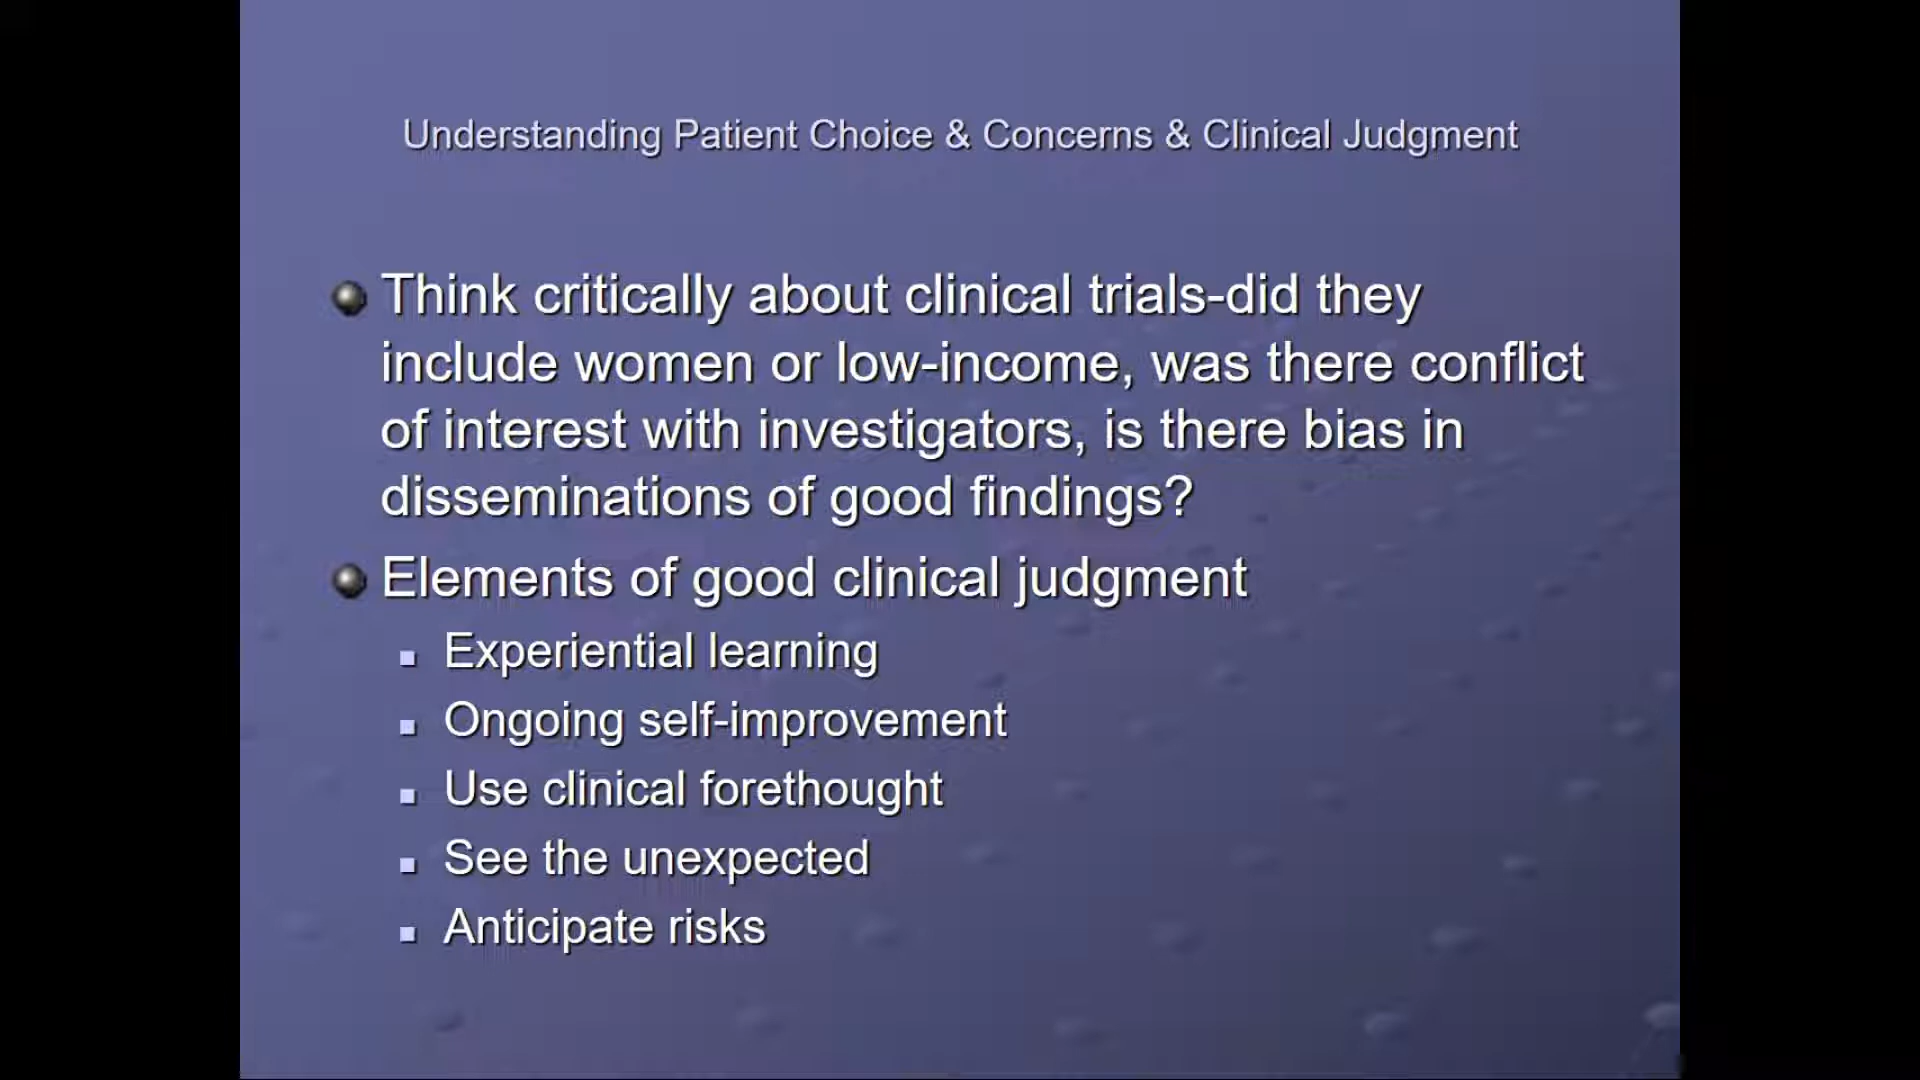 Understanding Patient Choice & Concerns & Clinical Judgment
Think critically about clinical trials-did they
include women or low-income, was there conflict
of interest with investigators, is there bias in
disseminations of good findings?
Elements of good clinical judgment
Experiential learning
Ongoing self-improvement
Use clinical forethought
See the unexpected
Anticipate risks